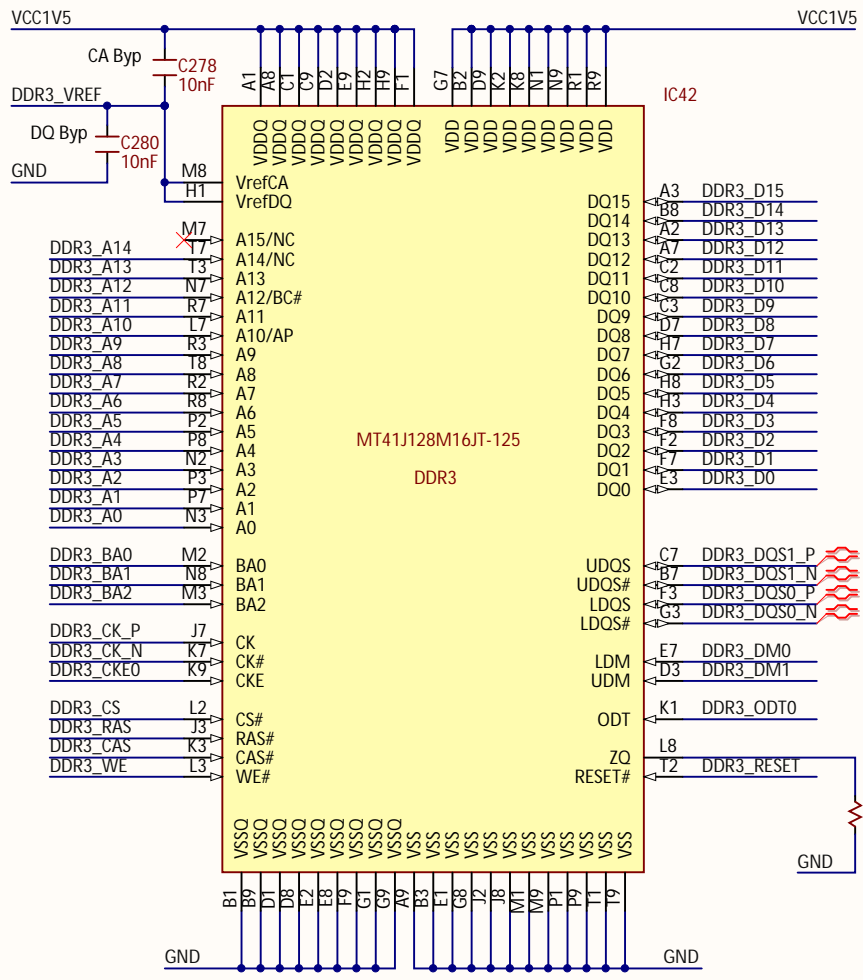 VCC1V5
VCC1V5
CA Byp
C278
10nF
DDR3_VREF
DQ Byp
C280
10nF
GND
IC42
A1 A8 C1 C9 D2 E9 H2 H9 F1
G7 B2 D9 K2 K8 N1 N9 R1 R9
VDDQ VDDQ VDDQ VDDQ VDDQ VDDQ VDDQ VDDQ VDDQ
VDD VDD VDD VDD VDD VDD VDD VDD VDD
M8 VrefCA
H1 VrefDQ
M7 A15/NC
DDR3_A14 T7 A14/NC
DDR3_A13 T3 A13
DDR3_A12 N7 A12/BC#
DDR3_A11 R7 A11
DDR3_A10 L7 A10/AP
DDR3_A9 R3 A9
DDR3_A8 T8 A8
DDR3_A7 R2 A7
DDR3_A6 R8 A6
DDR3_A5 P2 A5
DDR3_A4 P8 A4
DDR3_A3 N2 A3
DDR3_A2 P3 A2
DDR3_A1 P7 A1
DDR3_A0 N3 A0
DDR3_BA0 M2 BA0
DDR3_BA1 N8 BA1
DDR3_BA2 M3 BA2
DDR3_CK_P J7 CK
DDR3_CK_N K7 CK#
DDR3_CKE0 K9 CKE
DDR3_CS L2 CS#
DDR3_RAS J3 RAS#
DDR3_CAS K3 CAS#
DDR3_WE L3 WE#
MT41J128M16JT-125
DDR3
DQ15 A3 DDR3_D15
DQ14 B8 DDR3_D14
DQ13 A2 DDR3_D13
DQ12 A7 DDR3_D12
DQ11 C2 DDR3_D11
DQ10 C8 DDR3_D10
DQ9 C3 DDR3_D9
DQ8 D7 DDR3_D8
DQ7 H7 DDR3_D7
DQ6 G2 DDR3_D6
DQ5 H8 DDR3_D5
DQ4 H3 DDR3_D4
DQ3 F8 DDR3_D3
DQ2 F2 DDR3_D2
DQ1 F7 DDR3_D1
DQ0 E3 DDR3_D0
UDQS C7 DDR3_DQS1_P
UDQS# B7 DDR3_DQS1_N
LDQS F3 DDR3_DQS0_P
LDQS# G3 DDR3_DQS0_N
LDM E7 DDR3_DM0
UDM D3 DDR3_DM1
ODT K1 DDR3_ODT0
ZQ L8
RESET# T2 DDR3_RESET
GND
VSSQ VSSQ VSSQ VSSQ VSSQ VSSQ VSSQ VSSQ VSSQ VSS VSS VSS VSS VSS VSS VSS VSS VSS VSS VSS VSS
B1 B9 D1 D8 E2 E8 F9 G1 G9 A9 B3 E1 G8 J2 J8 M1 M9 P1 P9 T1 T9
GND
GND